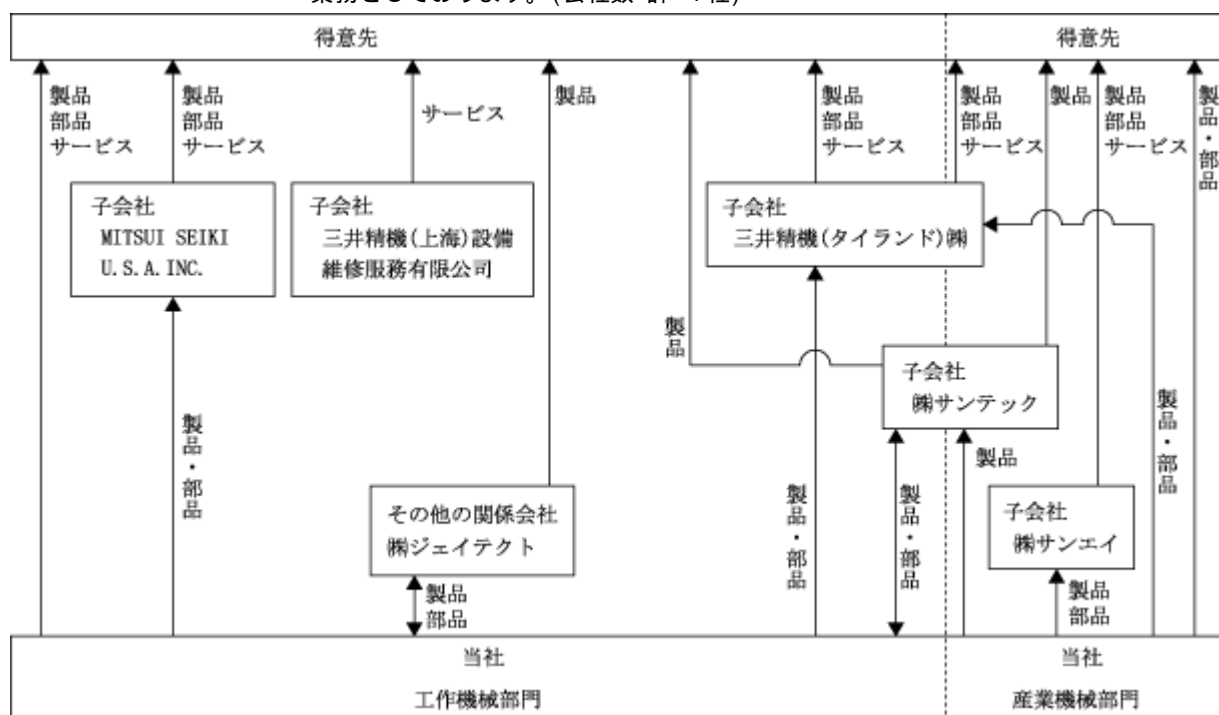 得意先
得意先
製品
部品
サービス
製品
部品
サービス
サービス
製品
製品
部品
サービス
製品
部品
サービス
製品
製品
部品
サービス
製品・部品
子会社
MITSUI SEIKI
U.S.A.INC.
子会社
三井精機(上海)設備
維修服務有限公司
子会社
三井精機(タイランド)㈱
製品
子会社
㈱サンテック
製品・部品
製品・部品
製品
その他の関係会社
㈱ジェイテクト
製品・部品
製品・部品
子会社
㈱サンエイ
製品
部品
製品
部品
当社
工作機械部門
当社
産業機械部門